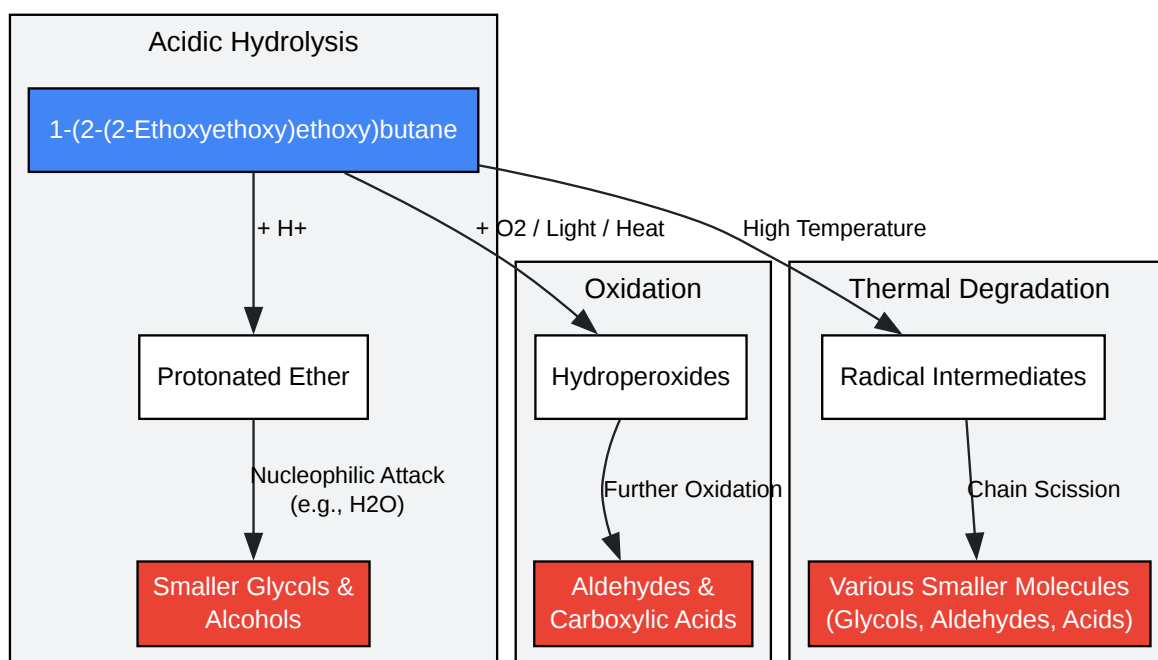 Acidic Hydrolysis
1-(2-(2-Ethoxyethoxy)ethoxy)butane
+ H+
+ O2 / Light / Heat
High Temperature
Oxidation
Thermal Degradation
Protonated Ether
Hydroperoxides
Radical Intermediates
Nucleophilic Attack
(e.g., H2O)
Further Oxidation
Chain Scission
Smaller Glycols &
Alcohols
Aldehydes &
Carboxylic Acids
Various Smaller Molecules
(Glycols, Aldehydes, Acids)